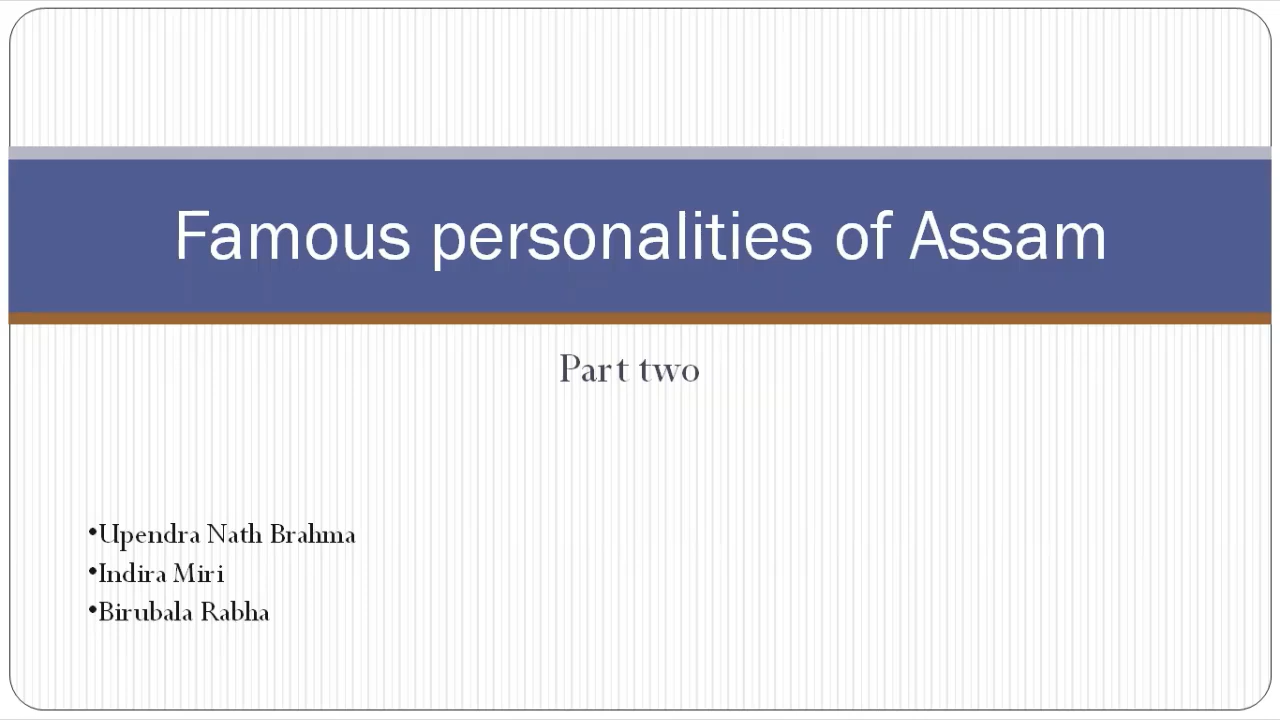 Famous personalities of Assam
Part two
•Upendra Nath Brahma
•Indira Miri
•Birubala Rabha